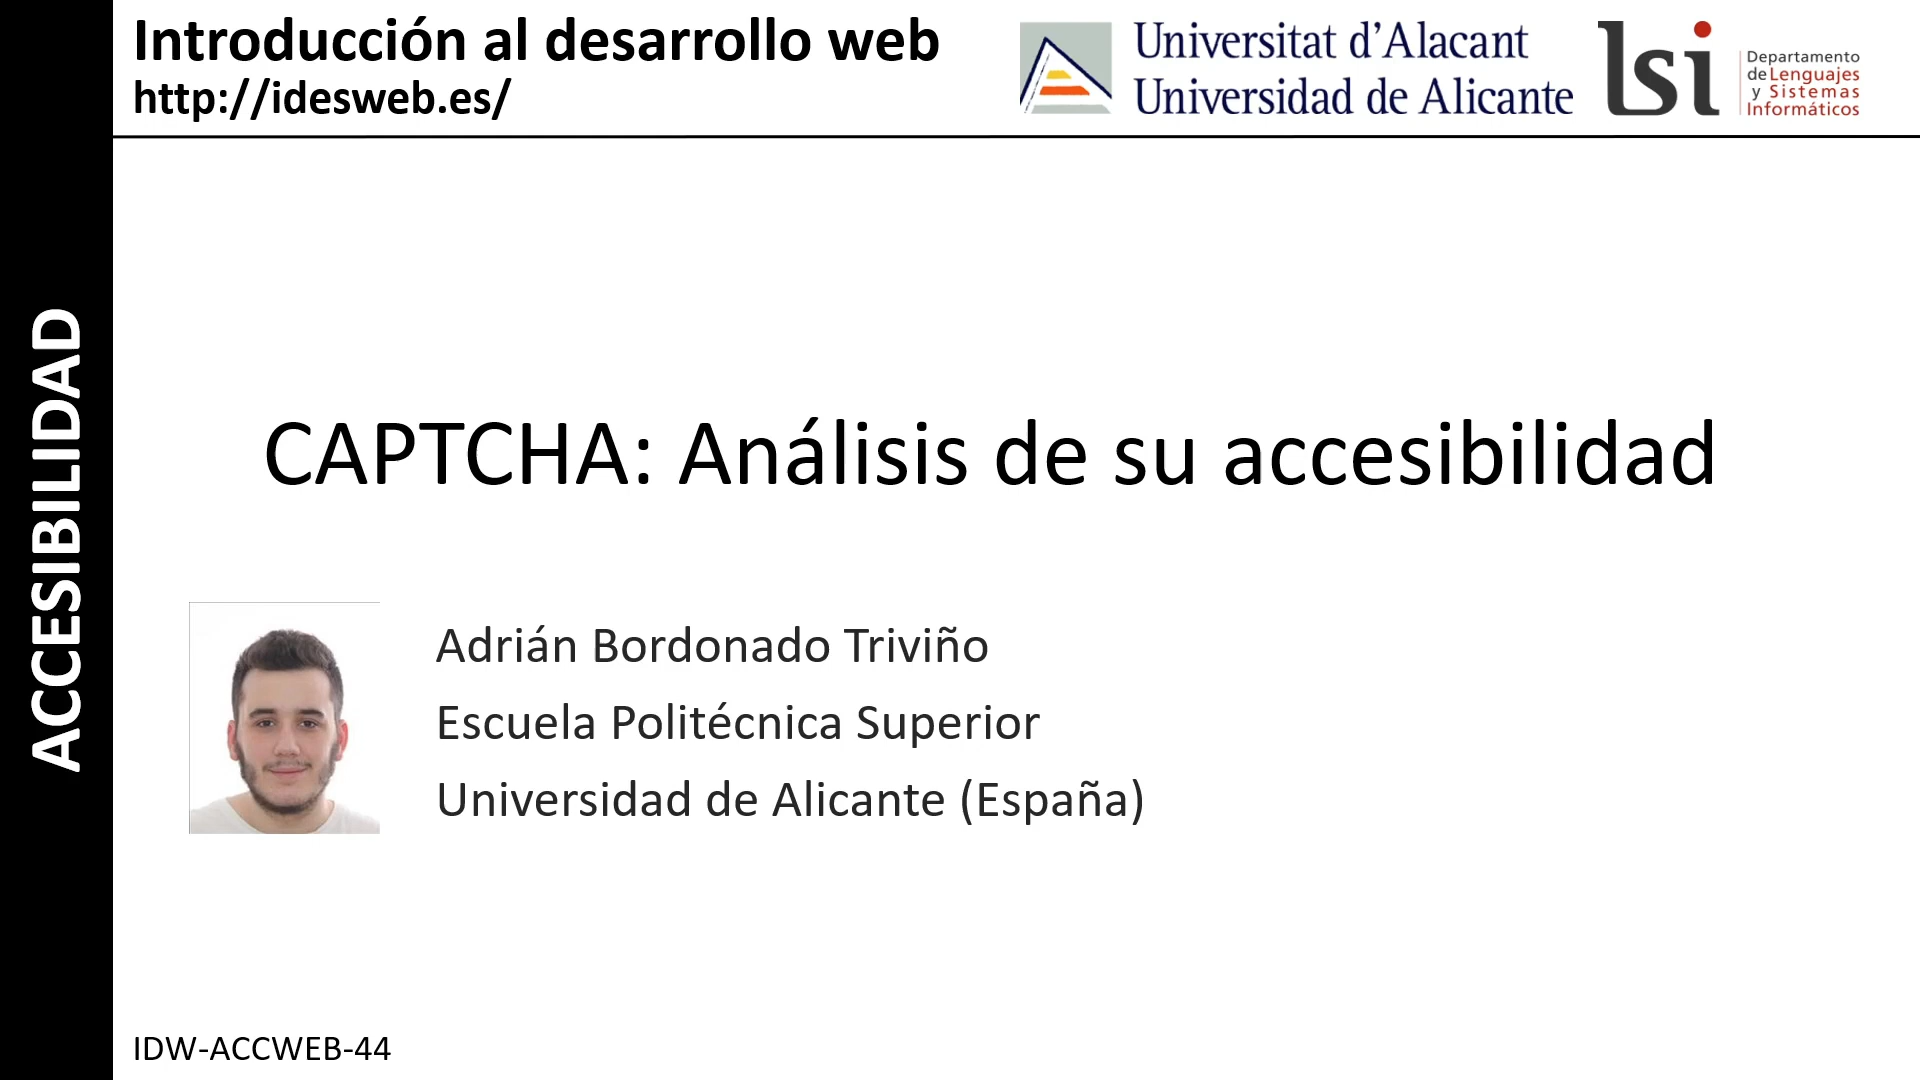 Introducción al desarrollo web
http://idesweb.es/
Universitat d'Alacant
Universidad de Alicante
lsi
Departamento
de Lenguajes
y Sistemas
Informáticos
ACCESIBILIDAD
CAPTCHA: Análisis de su accesibilidad
Adrián Bordonado Triviño
Escuela Politécnica Superior
Universidad de Alicante (España)
IDW-ACCWEB-44